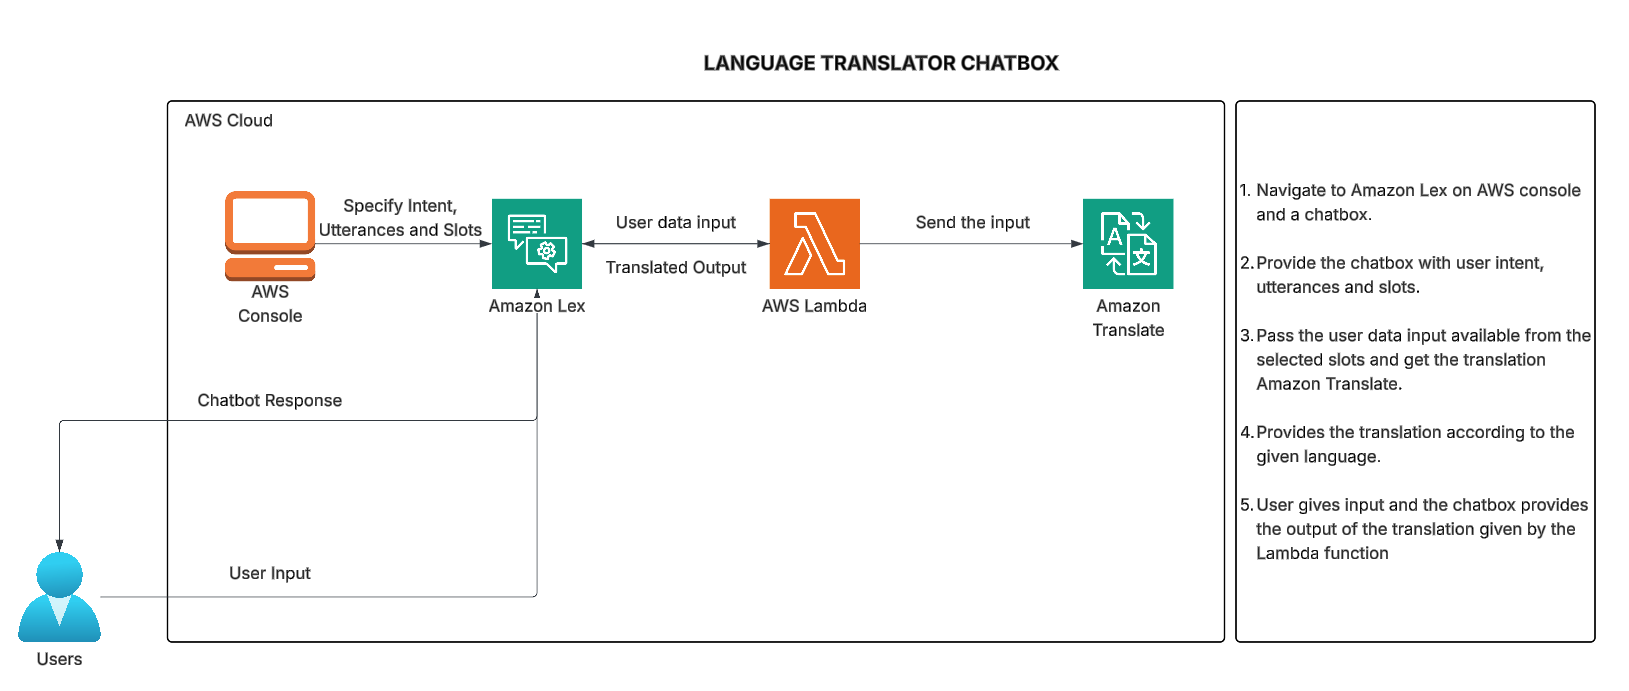 LANGUAGE TRANSLATOR CHATBOX
AWS Cloud
Specify Intent,
Utterances and Slots
AWS
Console
Amazon Lex
User data input
Translated Output
AWS Lambda
Send the input
Amazon
Translate
Chatbot Response
User Input
Users
1. Navigate to Amazon Lex on AWS console
and a chatbox.
2. Provide the chatbox with user intent,
utterances and slots.
3. Pass the user data input available from the
selected slots and get the translation
Amazon Translate.
4. Provides the translation according to the
given language.
5. User gives input and the chatbox provides
the output of the translation given by the
Lambda function
A
文